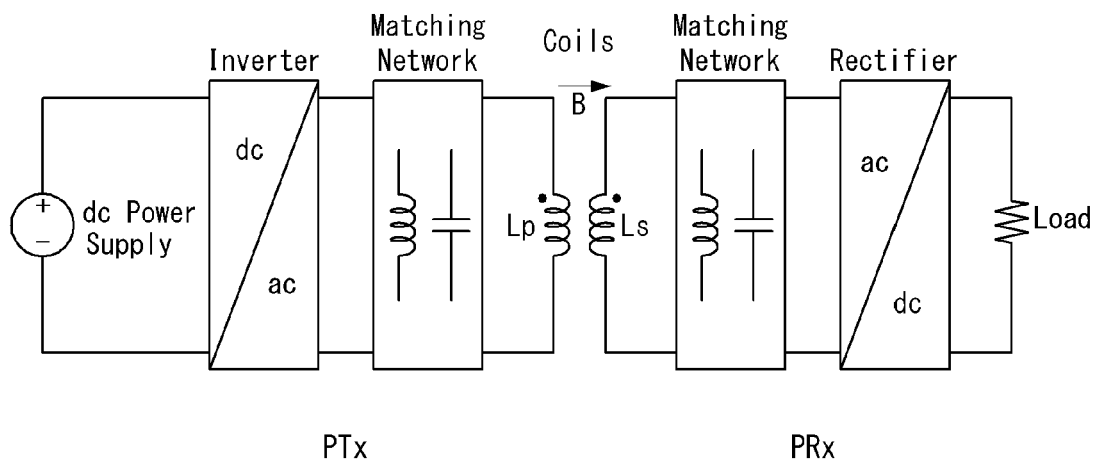 Matching
Network
Coils
Matching
Network
Inverter
Rectifier
B
dc
ac
+
−
dc Power
Supply
Lp
Ls
Load
ac
dc
PTx
PRx